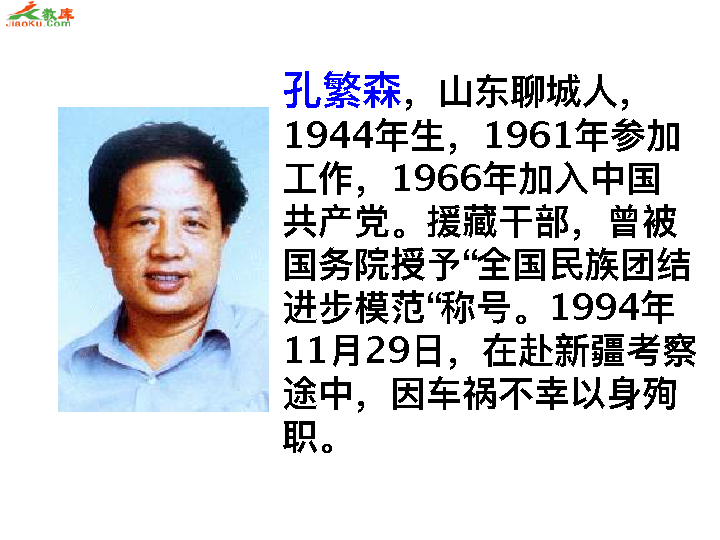 教库
JiaoKu.Com
孔繁森，山东聊城人，
1944年生，1961年参加
工作，1966年加入中国
共产党。援藏干部，曾被
国务院授予“全国民族团结
进步模范“称号。1994年
11月29日，在赴新疆考察
途中，因车祸不幸以身殉
职。